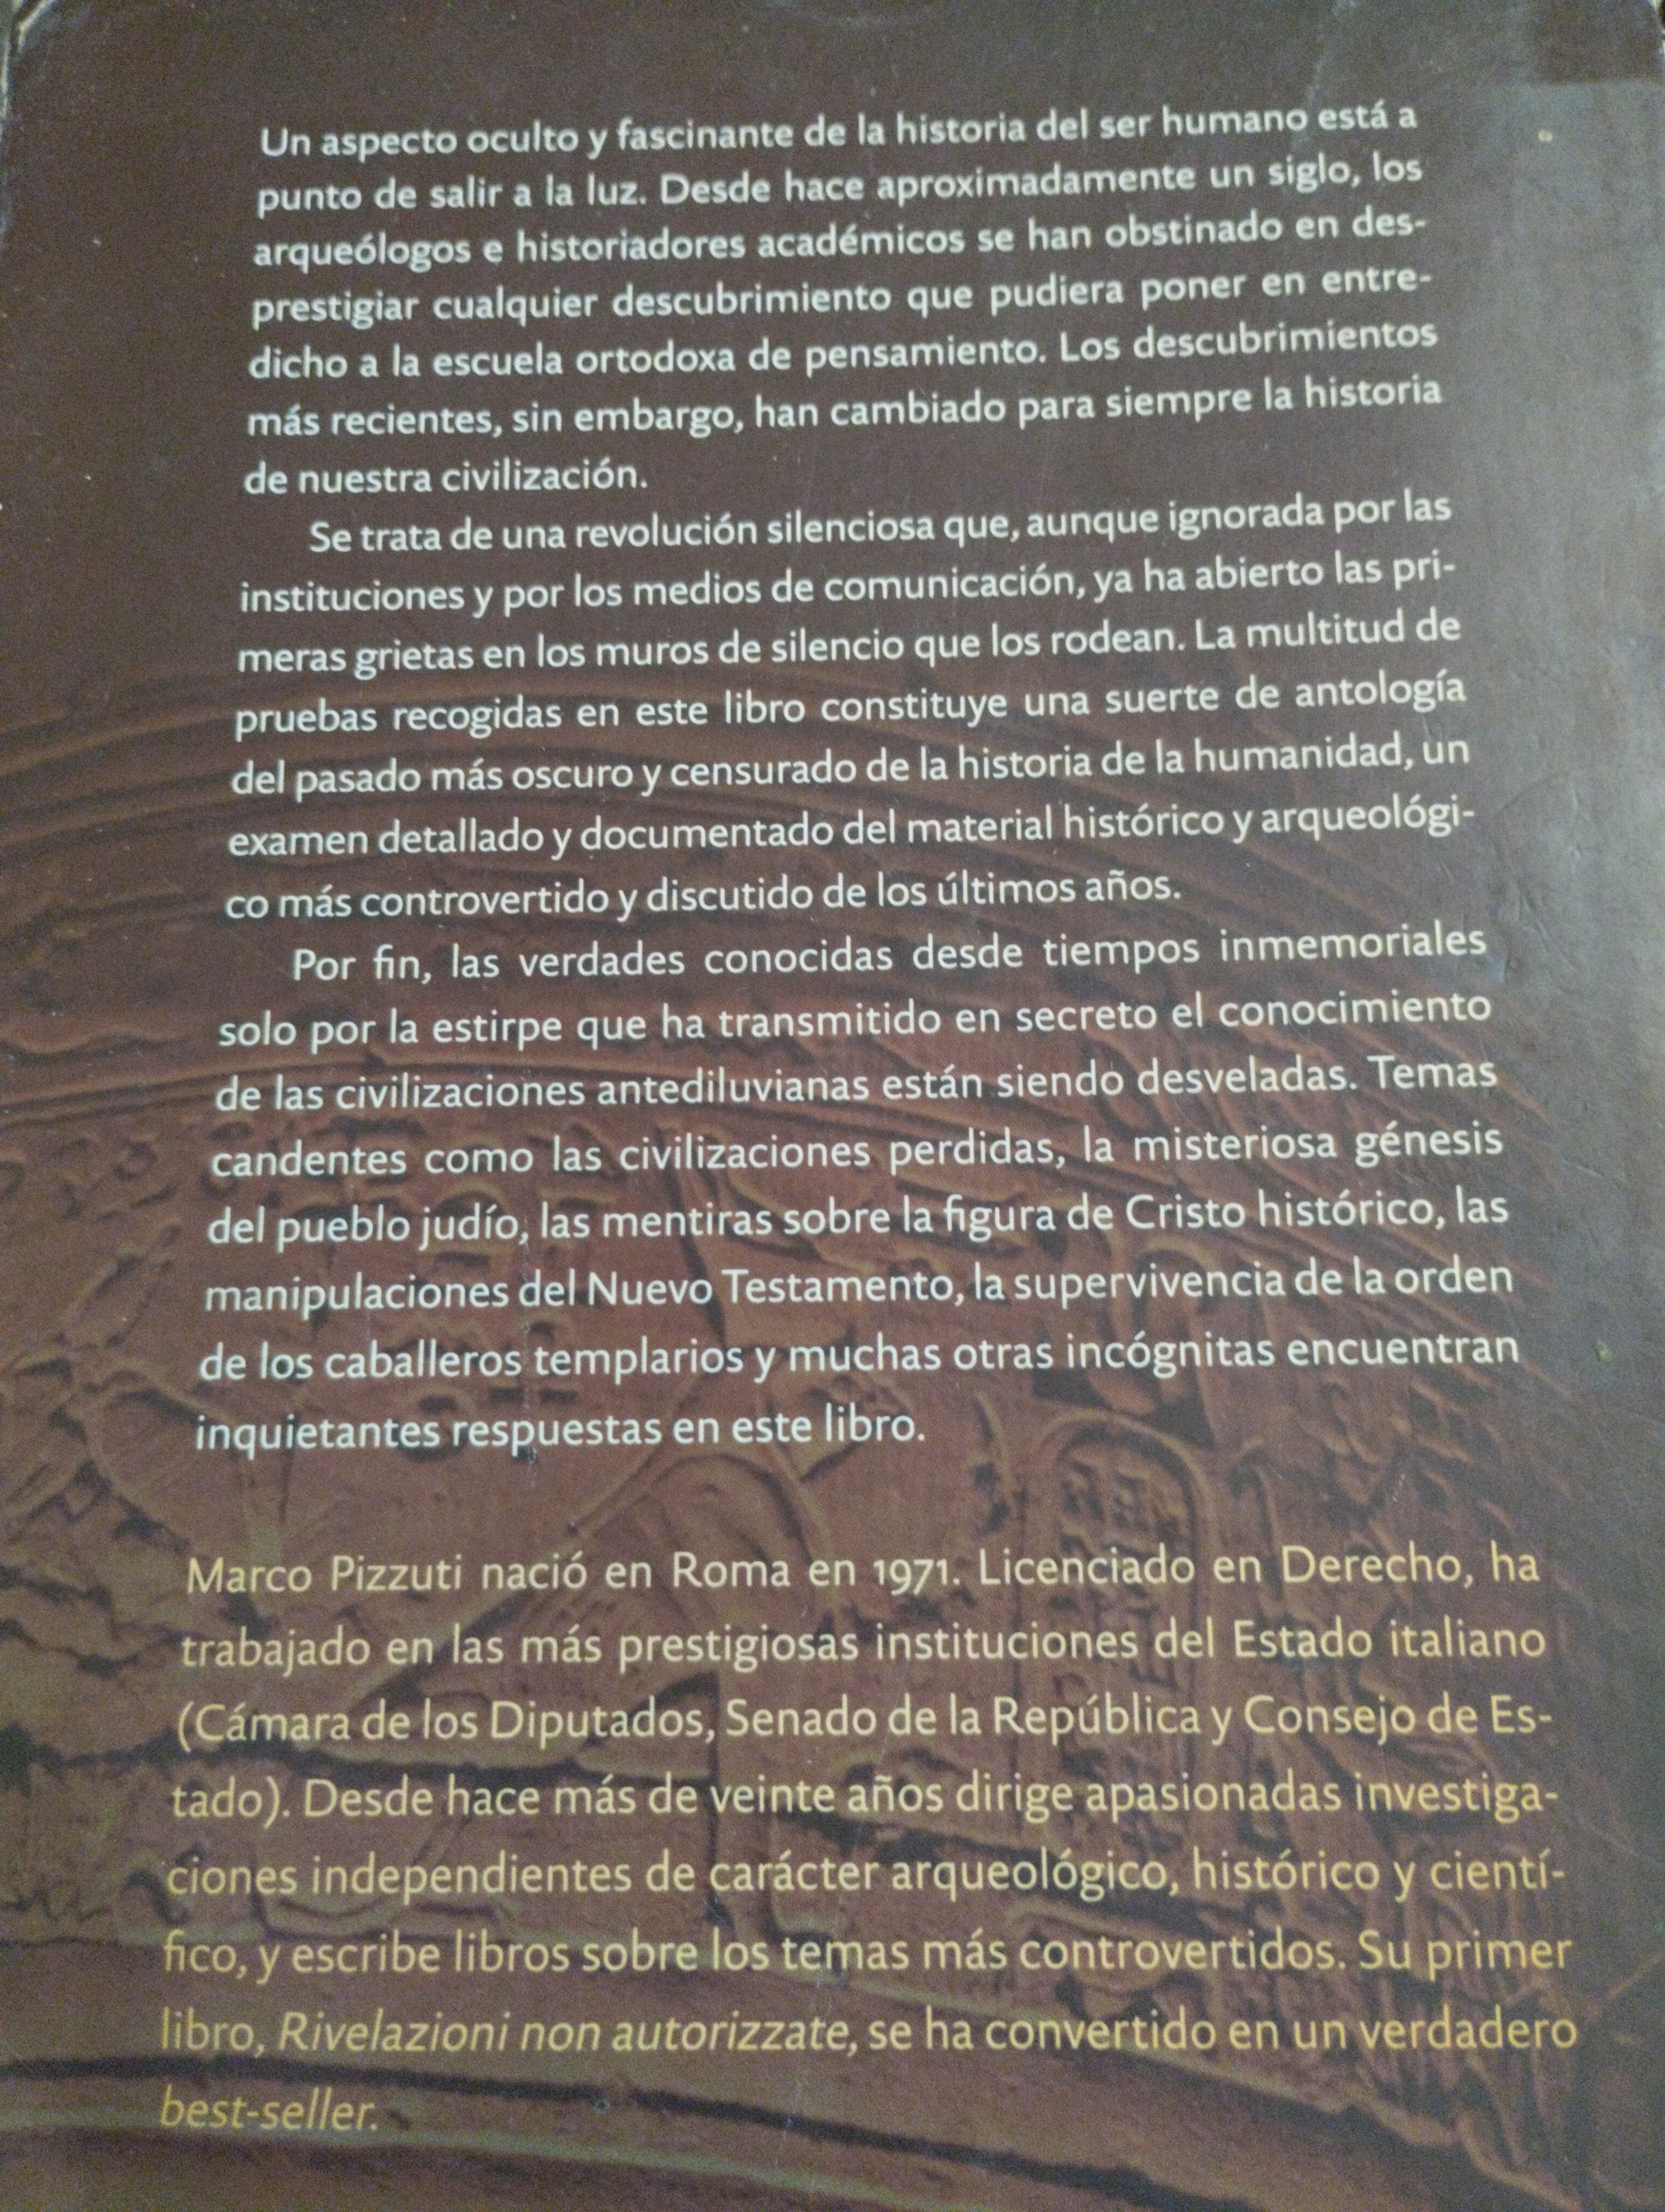 Un aspecto oculto y fascinante de la historia del ser humano está a
punto de salir a la luz. Desde hace aproximadamente un siglo, los
arqueólogos e historiadores académicos se han obstinado en des-
prestigiar cualquier descubrimiento que pudiera poner en entre-
dicho a la escuela ortodoxa de pensamiento. Los descubrimientos
más recientes, sin embargo, han cambiado para siempre la historia
de nuestra civilización.
Se trata de una revolución silenciosa que, aunque ignorada por las
instituciones y por los medios de comunicación, ya ha abierto las pri-
meras grietas en los muros de silencio que los rodean. La multitud de
pruebas recogidas en este libro constituye una suerte de antología
del pasado más oscuro y censurado de la historia de la humanidad, un
examen detallado y documentado del material histórico y arqueológi-
co más controvertido y discutido de los últimos años.
Por fin, las verdades conocidas desde tiempos inmemoriales
solo por la estirpe que ha transmitido en secreto el conocimiento
de las civilizaciones antediluvianas están siendo desveladas. Temas
candentes como las civilizaciones perdidas, la misteriosa génesis
del pueblo judío, las mentiras sobre la figura de Cristo histórico, las
manipulaciones del Nuevo Testamento, la supervivencia de la orden
de los caballeros templarios y muchas otras incógnitas encuentran
inquietantes respuestas en este libro.
Marco Pizzuti nació en Roma en 1971. Licenciado en Derecho, ha
trabajado en las más prestigiosas instituciones del Estado italiano
(Cámara de los Diputados, Senado de la República y Consejo de Es-
tado). Desde hace más de veinte años dirige apasionadas investiga-
ciones independientes de carácter arqueológico, histórico y cientí-
fico, y escribe libros sobre los temas más controvertidos. Su primer
libro, Rivelazioni non autorizzate, se ha convertido en un verdadero
best-seller.